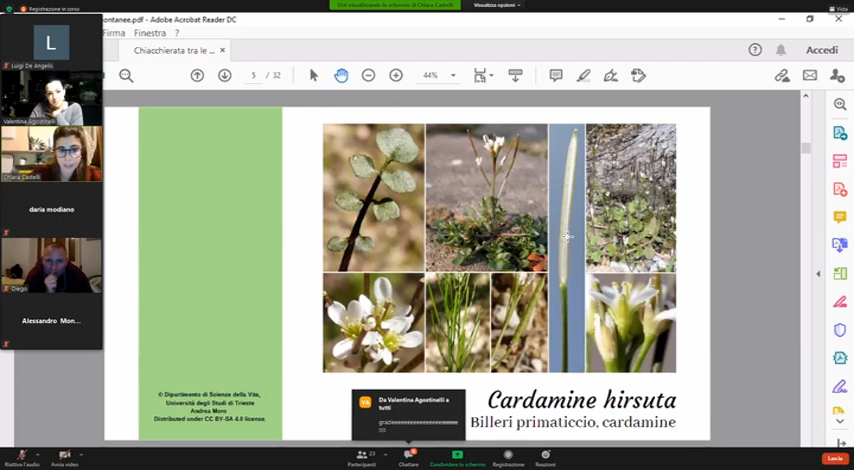 Registrazione in corso
Stai visualizzando lo schermo di Chiara Castelli
Visualizza opzioni
Vista
ontanee.pdf - Adobe Acrobat Reader DC
Firma Finestra ?
Chiacchierata tra le ... ×
Accedi
5 / 32
44%
L
Luigi De Angelis
Valentina Agostinelli
Chiara Castelli
daria modiano
Diego
Alessandro Mon...
© Dipartimento di Scienze della Vita,
Università degli Studi di Trieste
Andrea Moro
Distributed under CC BY-SA 4.0 license.
Cardamine hirsuta
Billeri primaticcio, cardamine
VA
Da Valentina Agostinelli a
tutti
Riattiva l'audio
Avvia video
23
Partecipanti
Chattare
Condividere lo schermo
Registrazione
Reazioni
Lascia